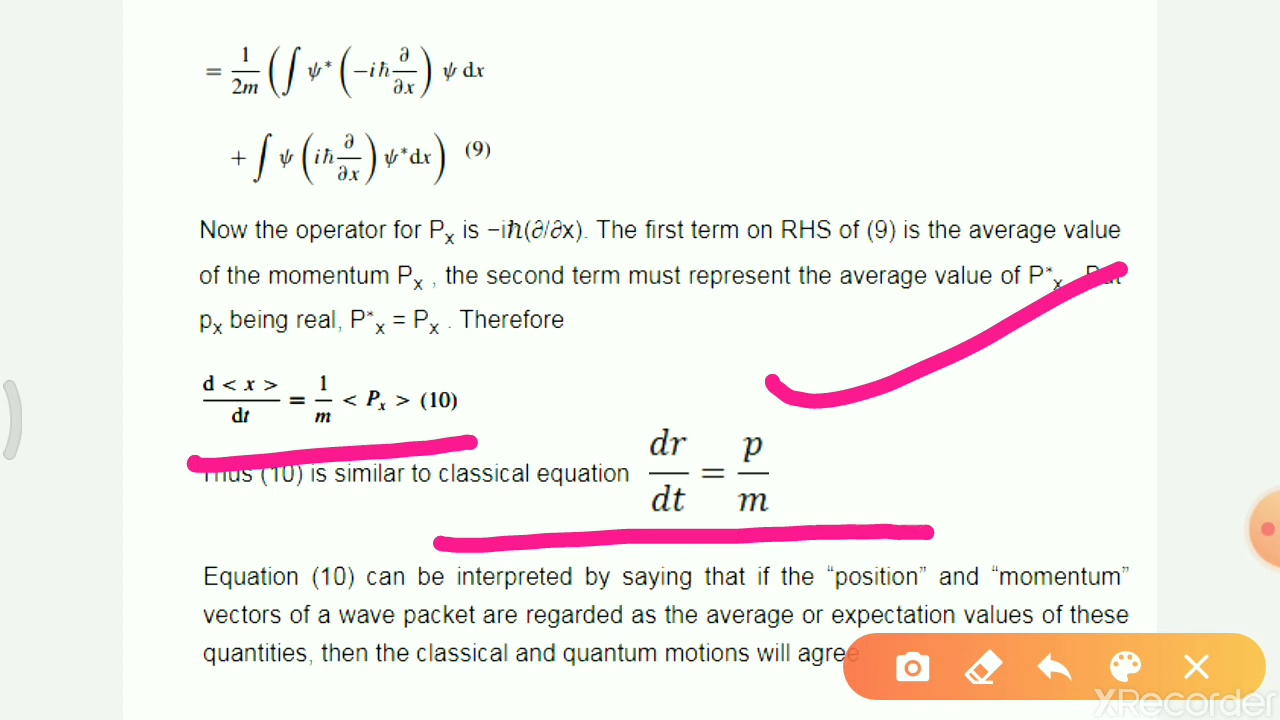 = 1/2m (∫ ψ* (−iħ ∂/∂x) ψ dx
+ ∫ ψ (iħ ∂/∂x) ψ*dx) (9)
Now the operator for Pₓ is −iħ(∂/∂x). The first term on RHS of (9) is the average value
of the momentum Pₓ , the second term must represent the average value of P*ₓ . But
pₓ being real, P*ₓ = Pₓ . Therefore
d < x > / dt = 1/m < Pₓ > (10)
Thus (10) is similar to classical equation dr/dt = p/m
Equation (10) can be interpreted by saying that if the “position” and “momentum”
vectors of a wave packet are regarded as the average or expectation values of these
quantities, then the classical and quantum motions will agree
XRecorder